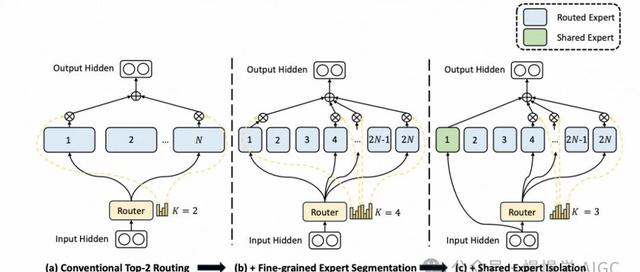 Routed Expert
Shared Expert
Output Hidden
1
2
...
N
Router
K = 2
Input Hidden
(a) Conventional Top-2 Routing
Output Hidden
1
2
3
4
...
2N-1
2N
Router
K = 4
Input Hidden
(b) + Fine-grained Expert Segmentation
Output Hidden
1
2
3
4
...
2N-1
2N
Router
K = 3
Input Hidden
(c) + Shared Expert Isolation
AIGC